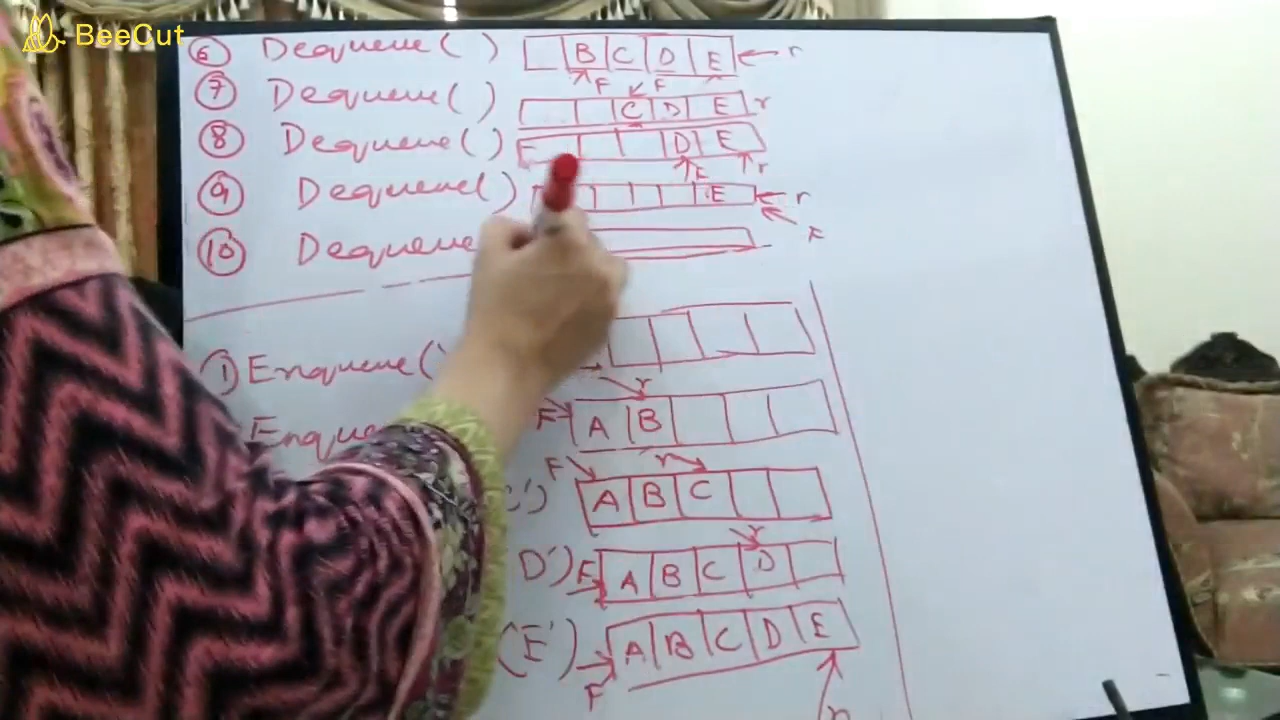 BeeCut
⑥ Dequeue() B C D E ← r
F F
⑦ Dequeue() C D E r
⑧ Dequeue() D E
F r
⑨ Dequeue() E ← r
F
⑩ Dequeue
① Enqueue(
r
F A B
F r
') A B C
r
D') F A B C D
(E') A B C D E
F r